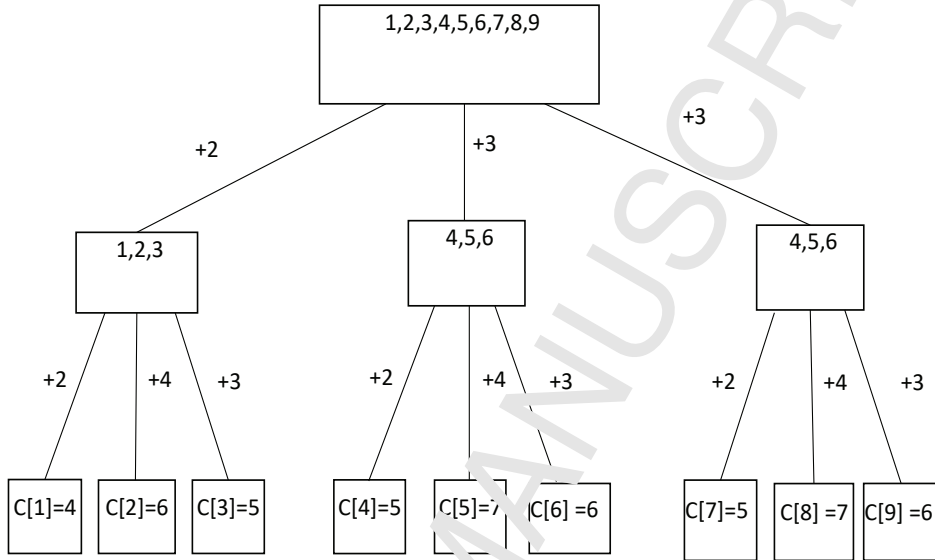 1,2,3,4,5,6,7,8,9
+2
+3
+3
1,2,3
4,5,6
4,5,6
+2
+4
+3
+2
+4
+3
+2
+4
+3
C[1]=4
C[2]=6
C[3]=5
C[4]=5
C[5]=7
C[6] =6
C[7]=5
C[8] =7
C[9] =6
MANUSCRI